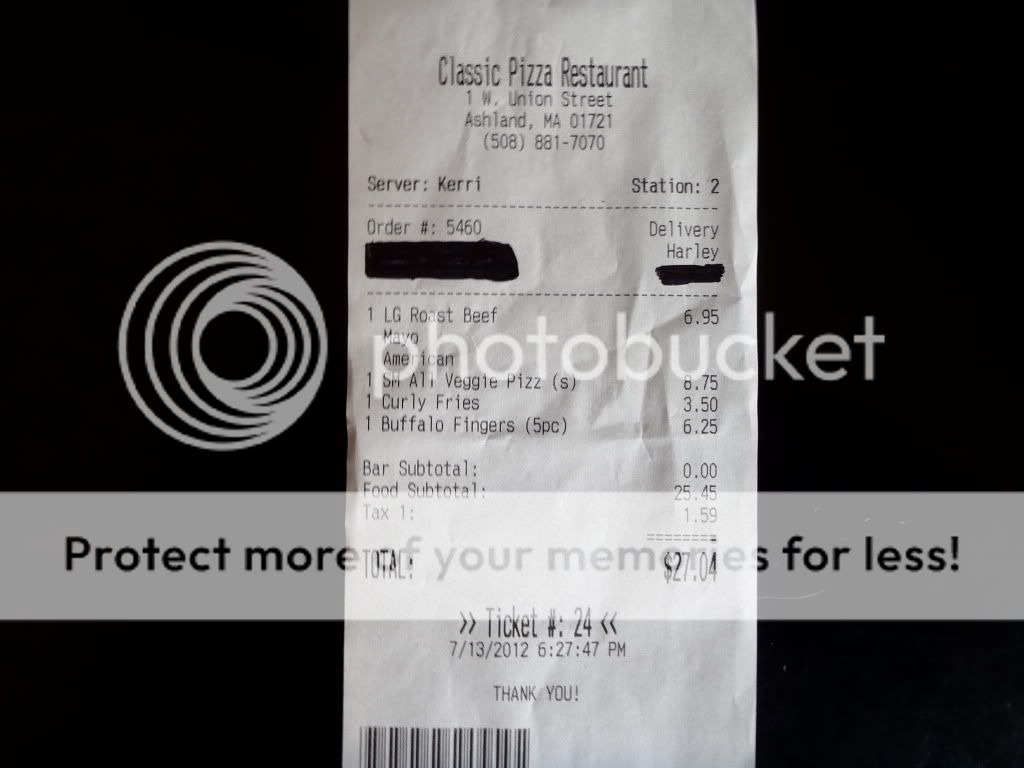 Classic Pizza Restaurant
1 W. Union Street
Ashland, MA 01721
(508) 881-7070
Server: Kerri Station: 2
Order #: 5460 Delivery
Harley
1 LG Roast Beef 6.95
Mayo
American
1 SM All Veggie Pizz (s) 8.75
1 Curly Fries 3.50
1 Buffalo Fingers (5pc) 6.25
Bar Subtotal: 0.00
Food Subtotal: 25.45
Tax 1: 1.59
TOTAL: $27.04
>> Ticket #: 24 <<
7/13/2012 6:27:47 PM
THANK YOU!
photobucket
Protect more of your memories for less!